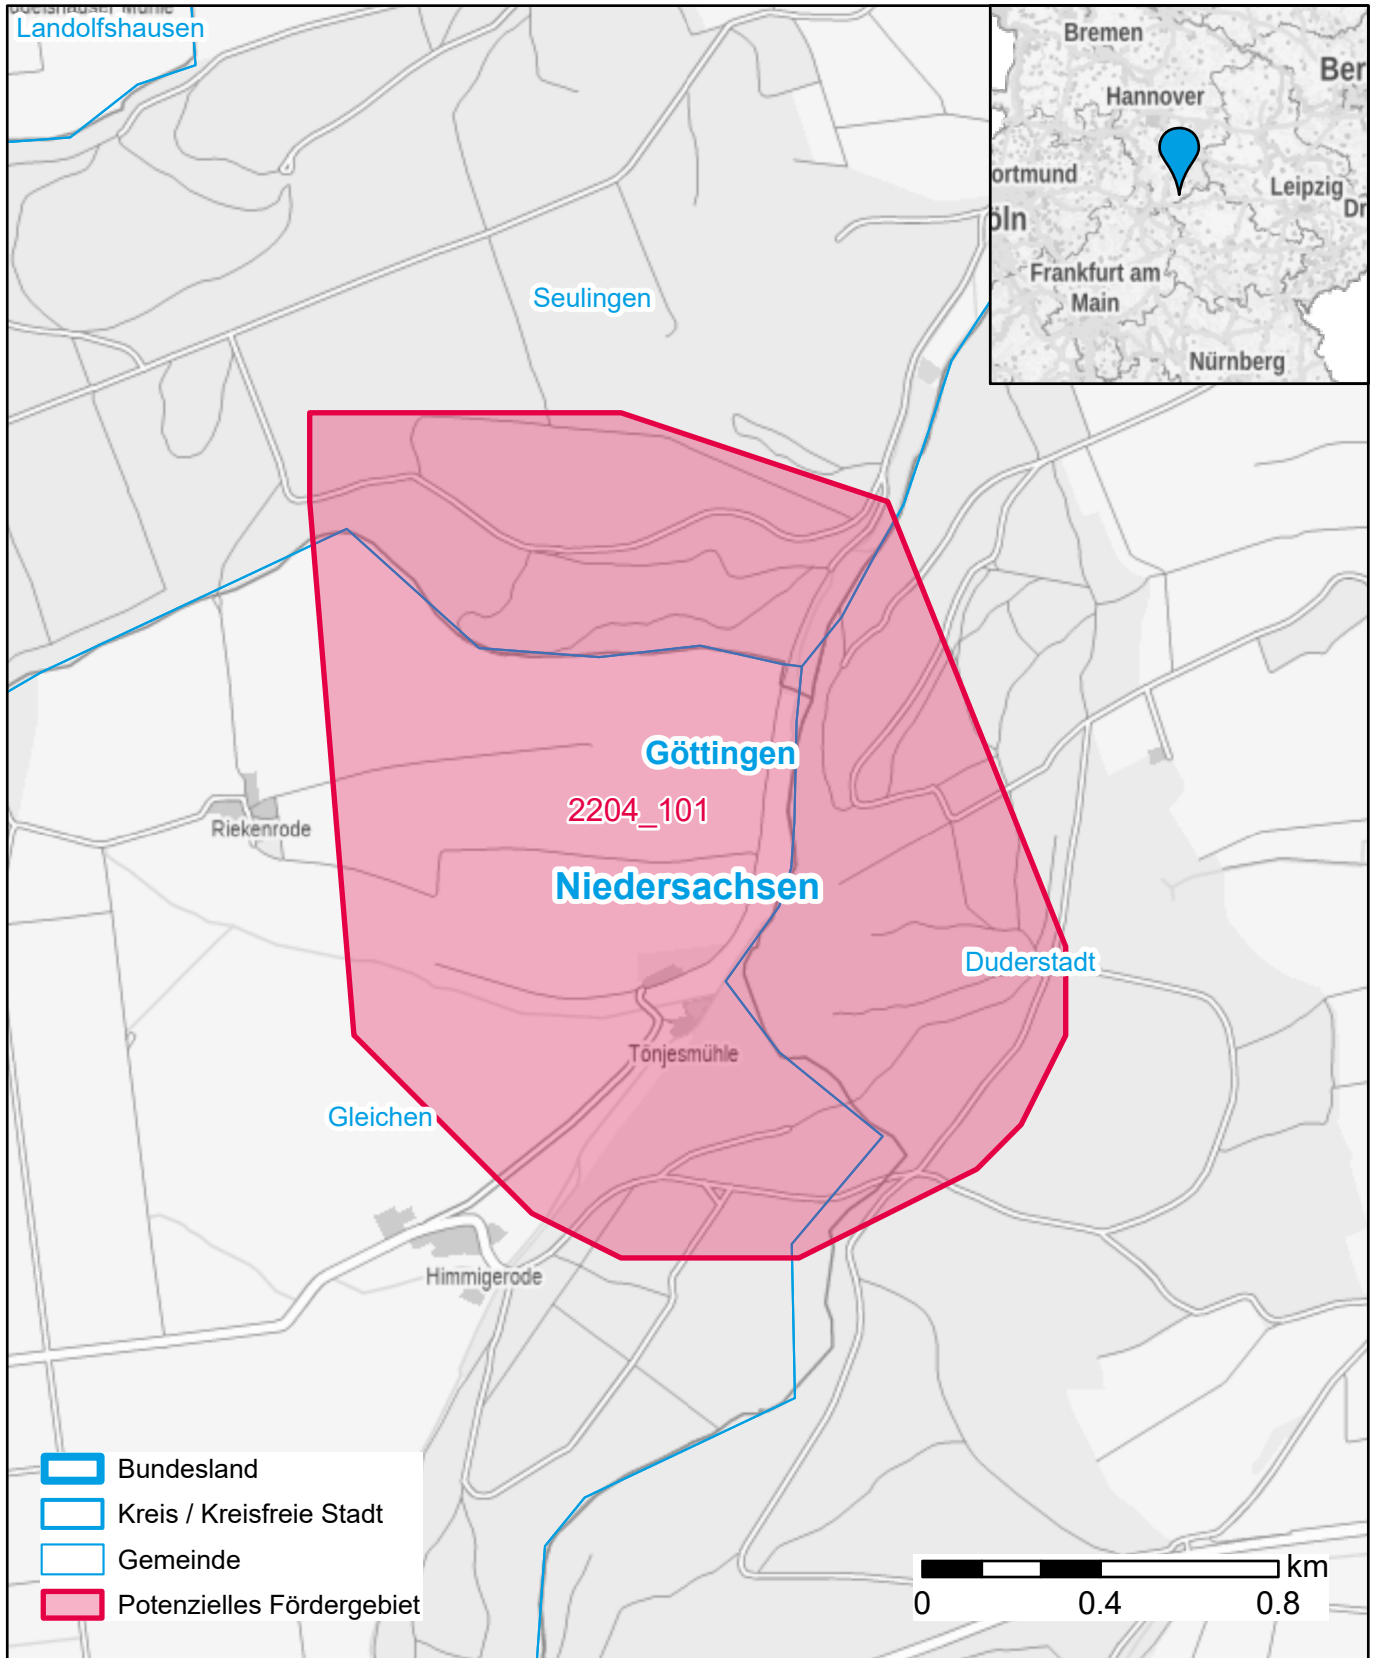 Landolfshausen
Bremen
Ber
Hannover
ortmund
Leipzig
Dr
öln
Frankfurt am
Main
Nürnberg
Seulingen
Göttingen
2204_101
Riekenrode
Niedersachsen
Duderstadt
Tönjesmühle
Gleichen
Himmigerode
Bundesland
Kreis / Kreisfreie Stadt
Gemeinde
Potenzielles Fördergebiet
km
0 0.4 0.8